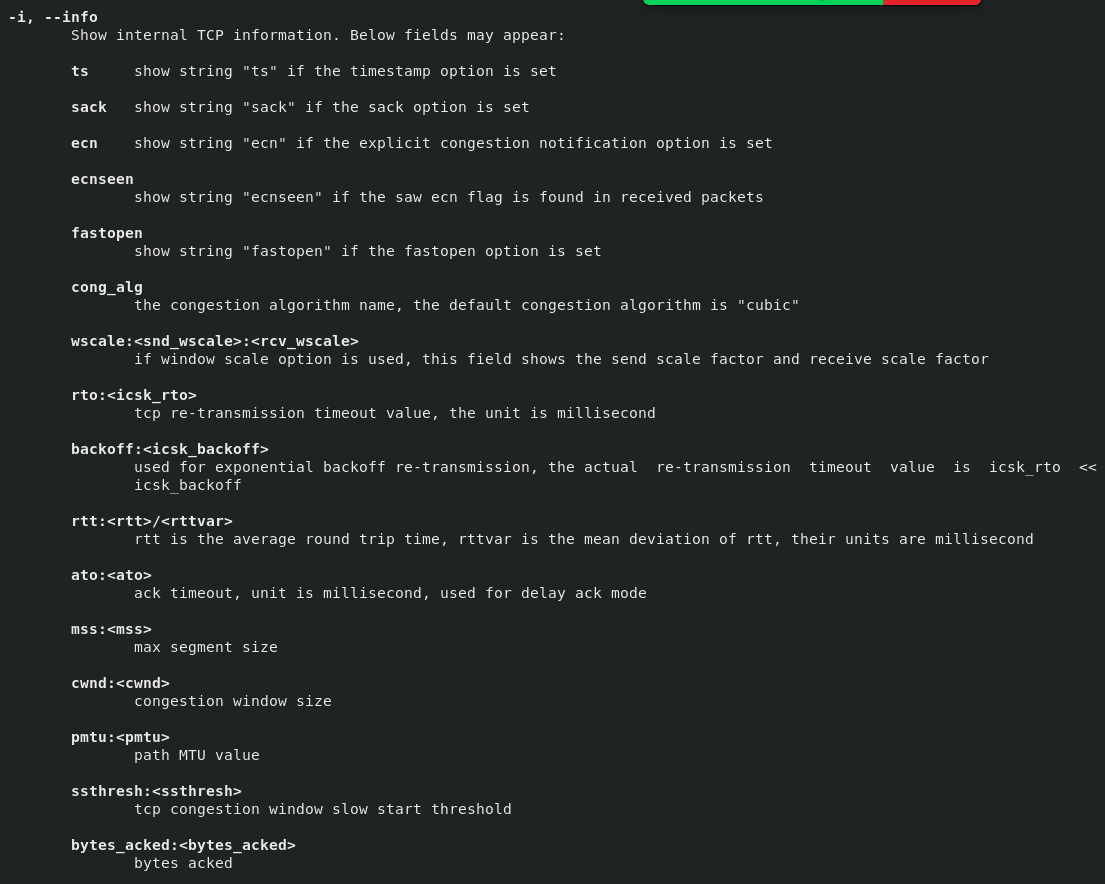 -i, --info
Show internal TCP information. Below fields may appear:
ts show string "ts" if the timestamp option is set
sack show string "sack" if the sack option is set
ecn show string "ecn" if the explicit congestion notification option is set
ecnseen
show string "ecnseen" if the saw ecn flag is found in received packets
fastopen
show string "fastopen" if the fastopen option is set
cong_alg
the congestion algorithm name, the default congestion algorithm is "cubic"
wscale:<snd_wscale>:<rcv_wscale>
if window scale option is used, this field shows the send scale factor and receive scale factor
rto:<icsk_rto>
tcp re-transmission timeout value, the unit is millisecond
backoff:<icsk_backoff>
used for exponential backoff re-transmission, the actual re-transmission timeout value is icsk_rto <<
icsk_backoff
rtt:<rtt>/<rttvar>
rtt is the average round trip time, rttvar is the mean deviation of rtt, their units are millisecond
ato:<ato>
ack timeout, unit is millisecond, used for delay ack mode
mss:<mss>
max segment size
cwnd:<cwnd>
congestion window size
pmtu:<pmtu>
path MTU value
ssthresh:<ssthresh>
tcp congestion window slow start threshold
bytes_acked:<bytes_acked>
bytes acked